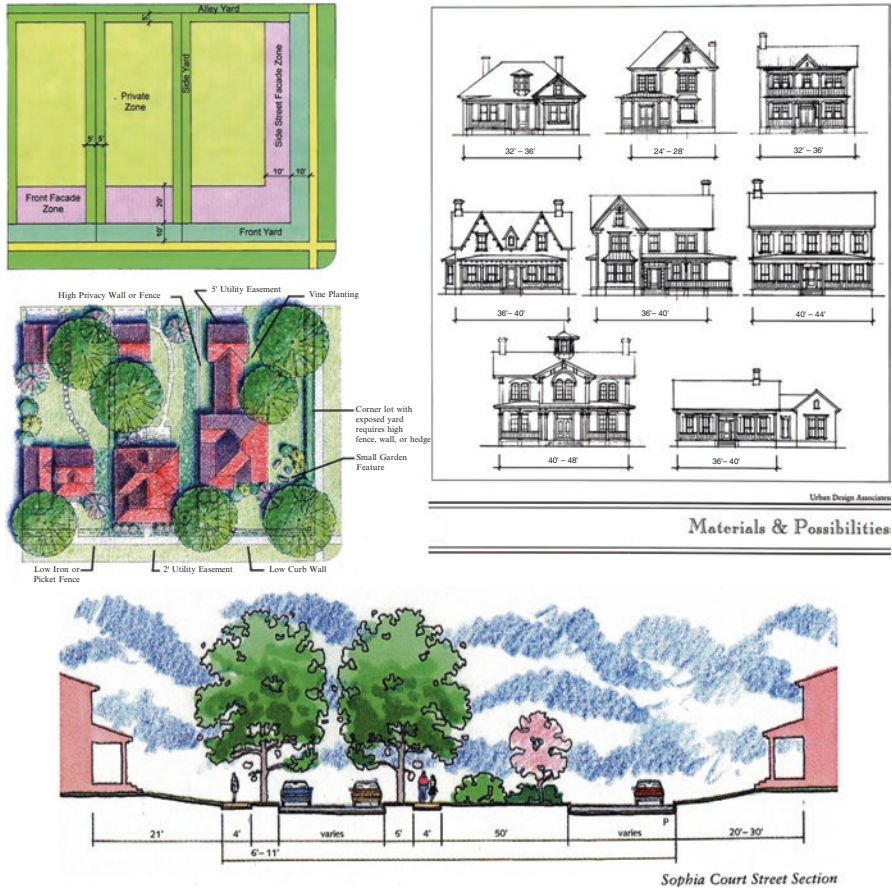 Alley Yard
5'
Side Yard
Side Street Facade Zone
Private
Zone
5' 5'
10' 10'
Front Facade
Zone
20'
10'
Front Yard
32' – 36'
24' – 28'
32' – 36'
36' – 40'
36' – 40'
40' – 44'
40' – 48'
36' – 40'
Urban Design Associates
Materials & Possibilities
High Privacy Wall or Fence
5' Utility Easement
Vine Planting
Corner lot with
exposed yard
requires high
fence, wall, or hedge
Small Garden
Feature
Low Iron or
Picket Fence
2' Utility Easement
Low Curb Wall
P
21' 4' varies 5' 4' 50' varies 20'– 30'
6'– 11'
Sophia Court Street Section